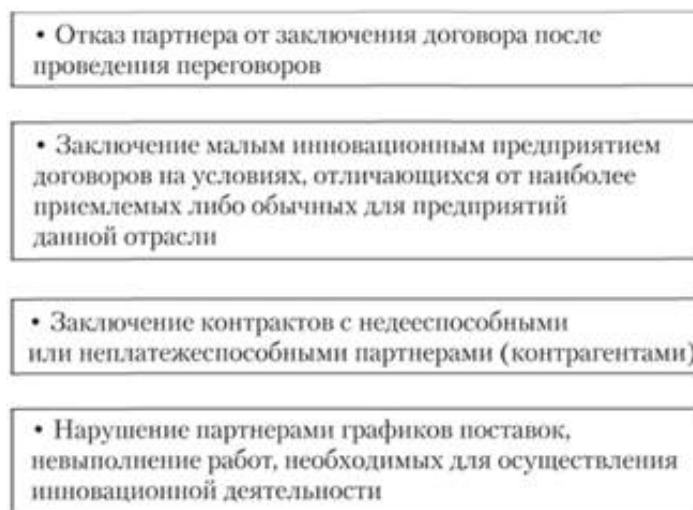 • Отказ партнера от заключения договора после
проведения переговоров
• Заключение малым инновационным предприятием
договоров на условиях, отличающихся от наиболее
приемлемых либо обычных для предприятий
данной отрасли
• Заключение контрактов с недееспособными
или неплатежеспособными партнерами (контрагентами)
• Нарушение партнерами графиков поставок,
невыполнение работ, необходимых для осуществления
инновационной деятельности